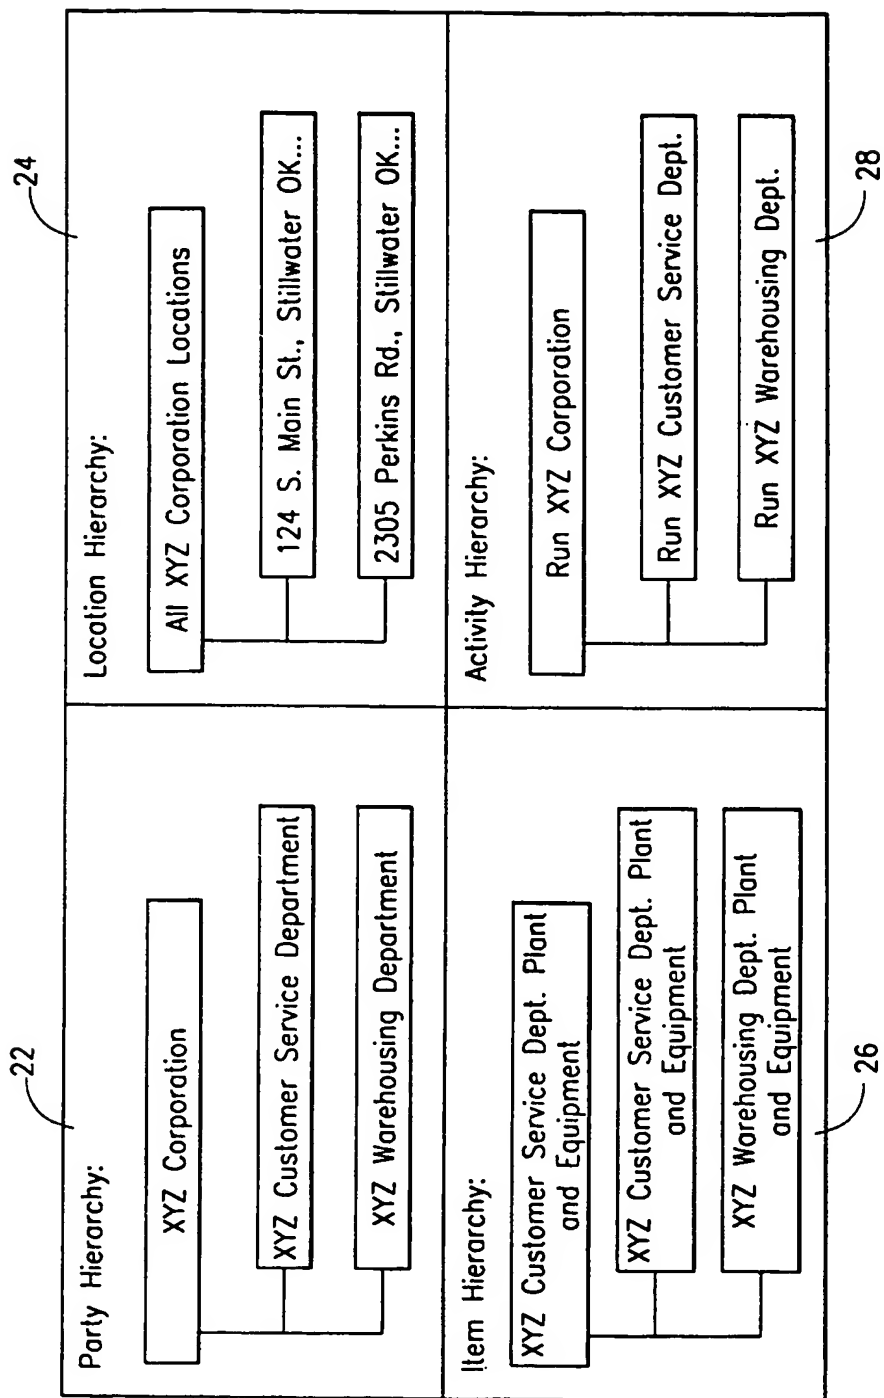 22
24
Party Hierarchy:
XYZ Corporation
XYZ Customer Service Department
XYZ Warehousing Department
Location Hierarchy:
All XYZ Corporation Locations
124 S. Main St., Stillwater OK...
2305 Perkins Rd., Stillwater OK...
Item Hierarchy:
XYZ Customer Service Dept. Plant
and Equipment
XYZ Customer Service Dept. Plant
and Equipment
XYZ Warehousing Dept. Plant
and Equipment
Activity Hierarchy:
Run XYZ Corporation
Run XYZ Customer Service Dept.
Run XYZ Warehousing Dept.
26
28